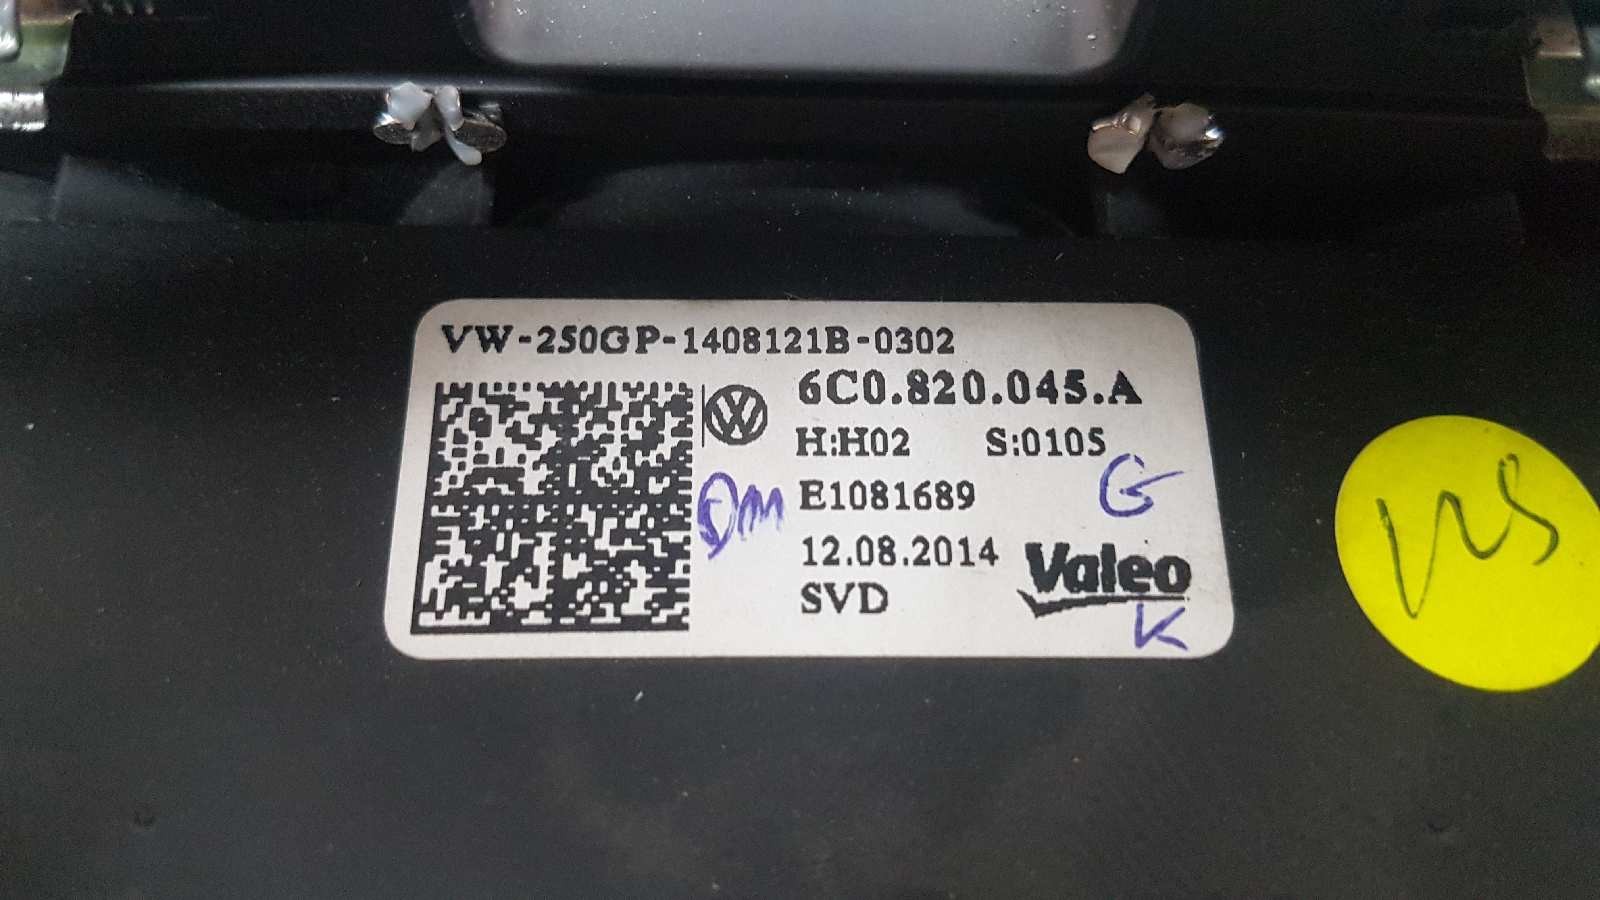 VW-250GP-1408121B-0302
6C0.820.045.A
H:H02 S:0105
E1081689
12.08.2014
SVD
Valeo
G
K